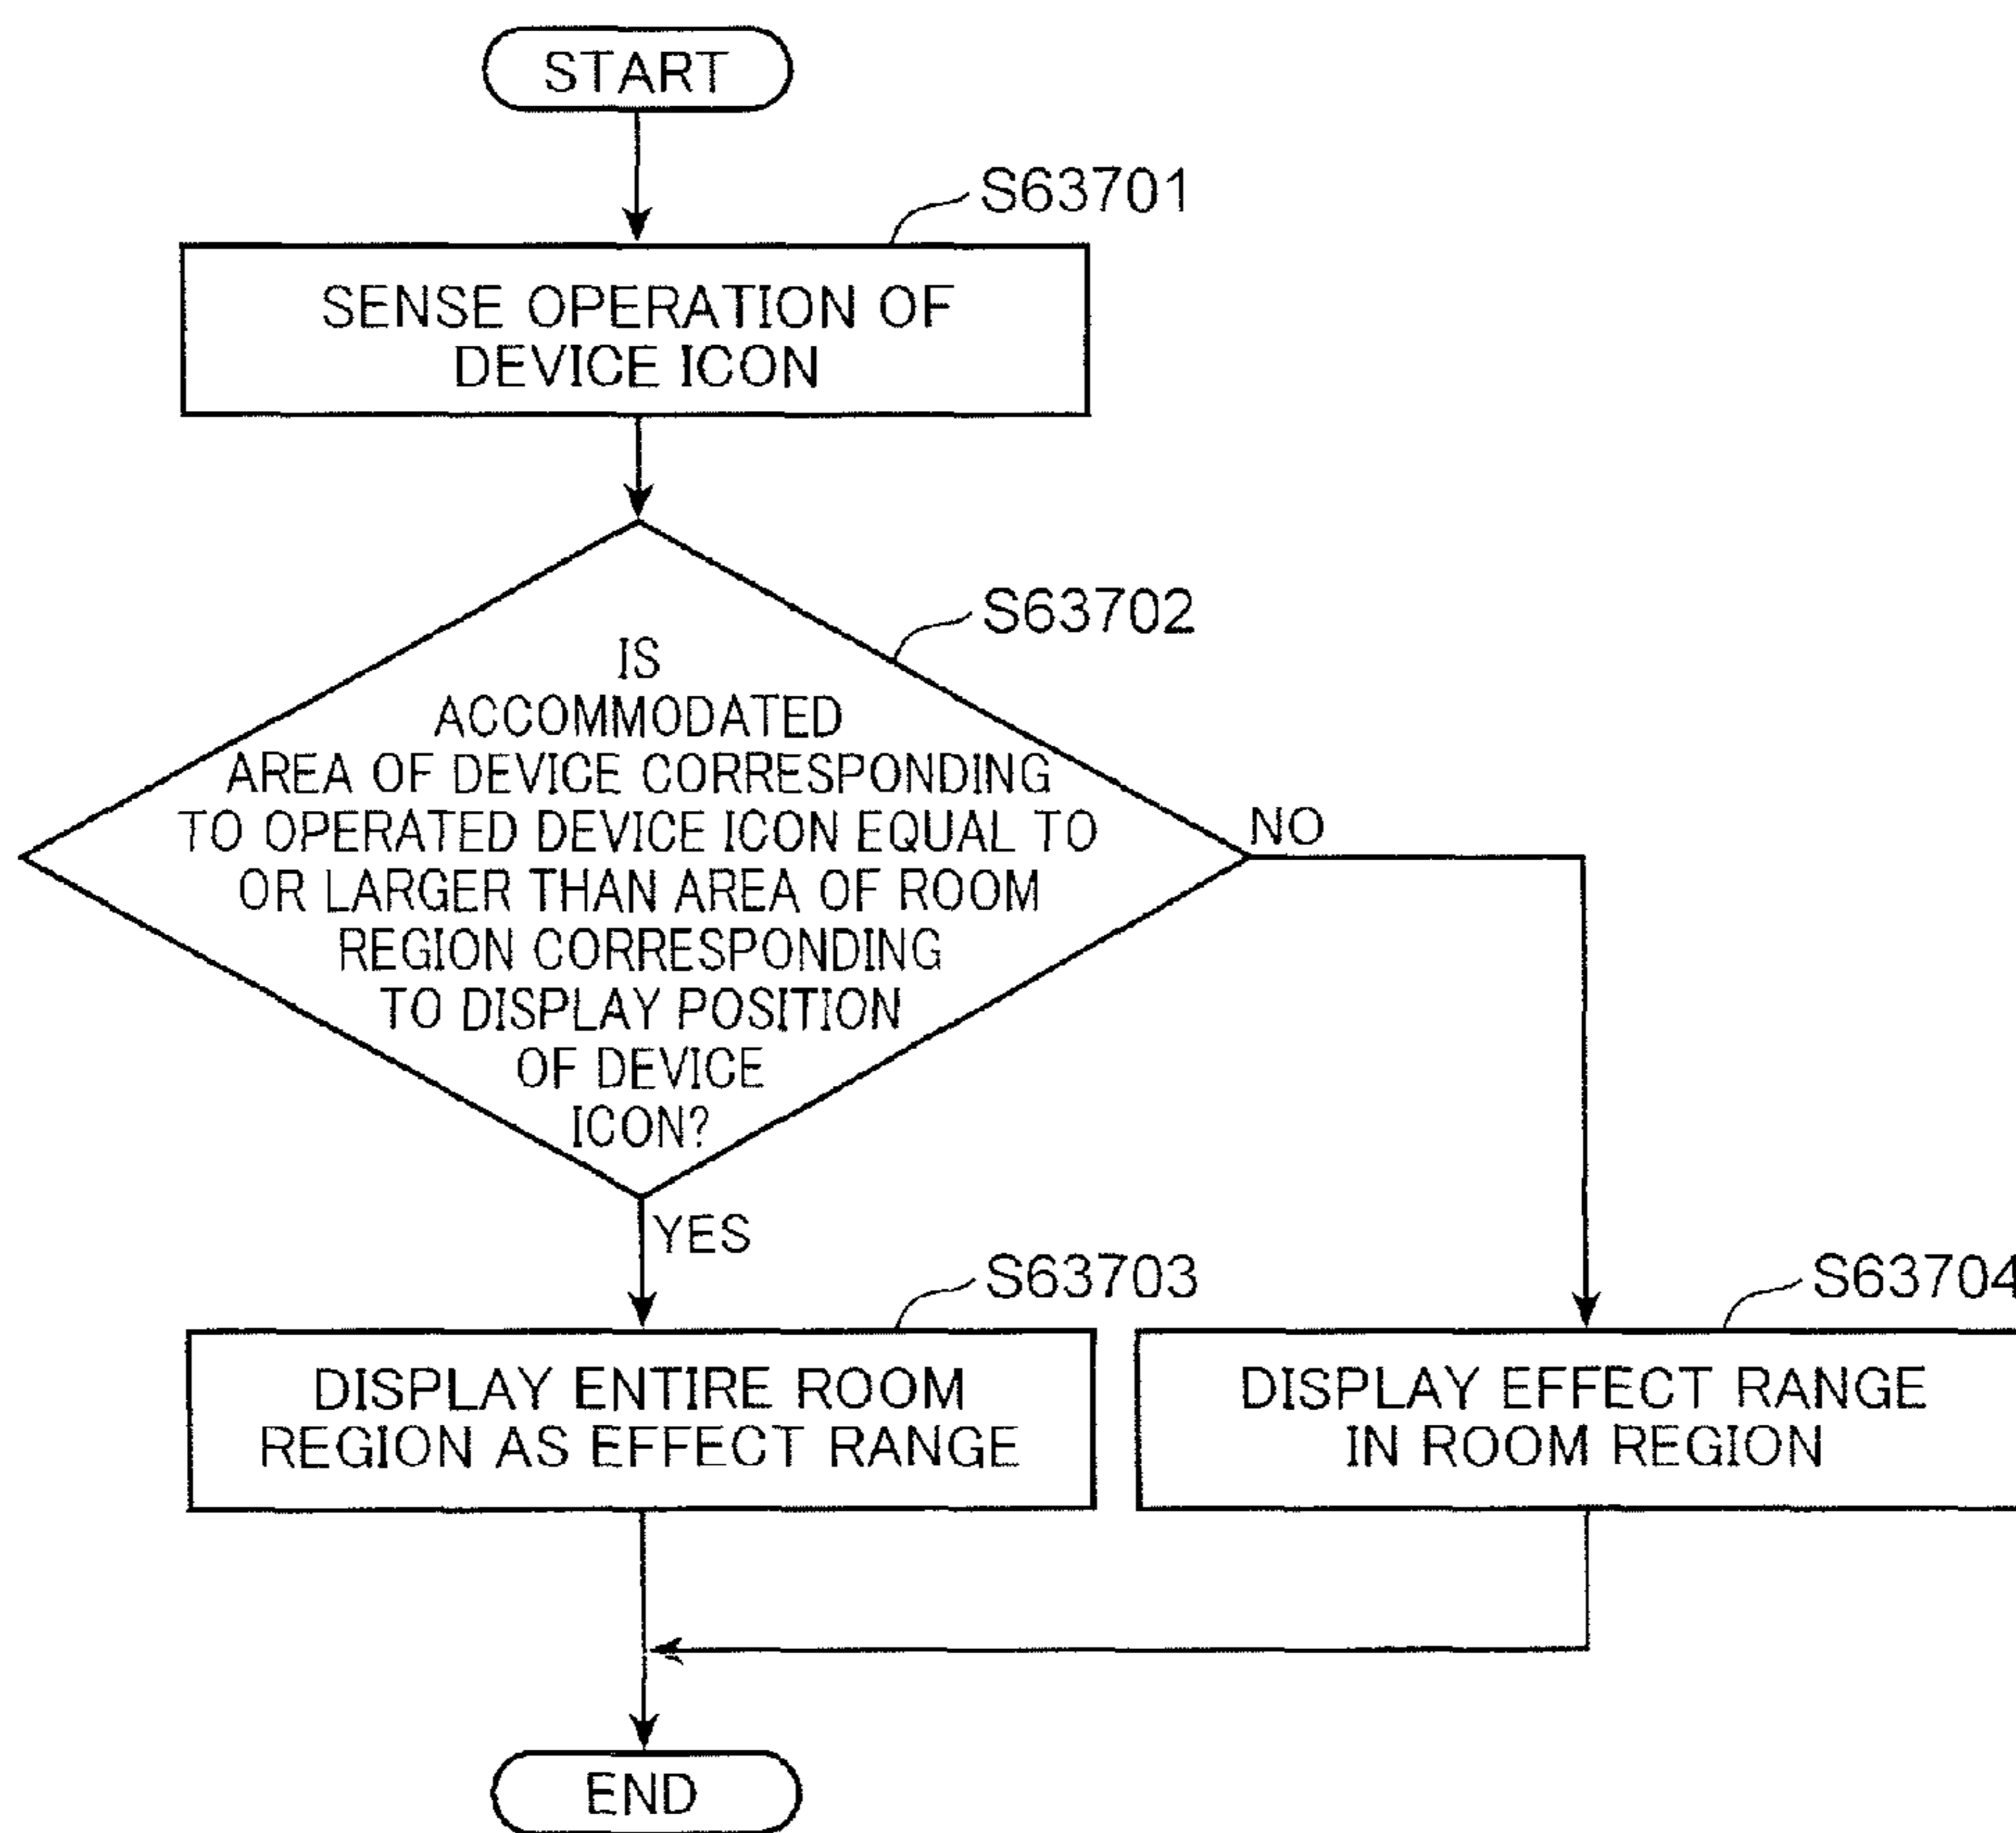 START
S63701
SENSE OPERATION OF
DEVICE ICON
S63702
IS
ACCOMMODATED
AREA OF DEVICE CORRESPONDING
TO OPERATED DEVICE ICON EQUAL TO
OR LARGER THAN AREA OF ROOM
REGION CORRESPONDING
TO DISPLAY POSITION
OF DEVICE
ICON?
NO
YES
S63703
DISPLAY ENTIRE ROOM
REGION AS EFFECT RANGE
S63704
DISPLAY EFFECT RANGE
IN ROOM REGION
END